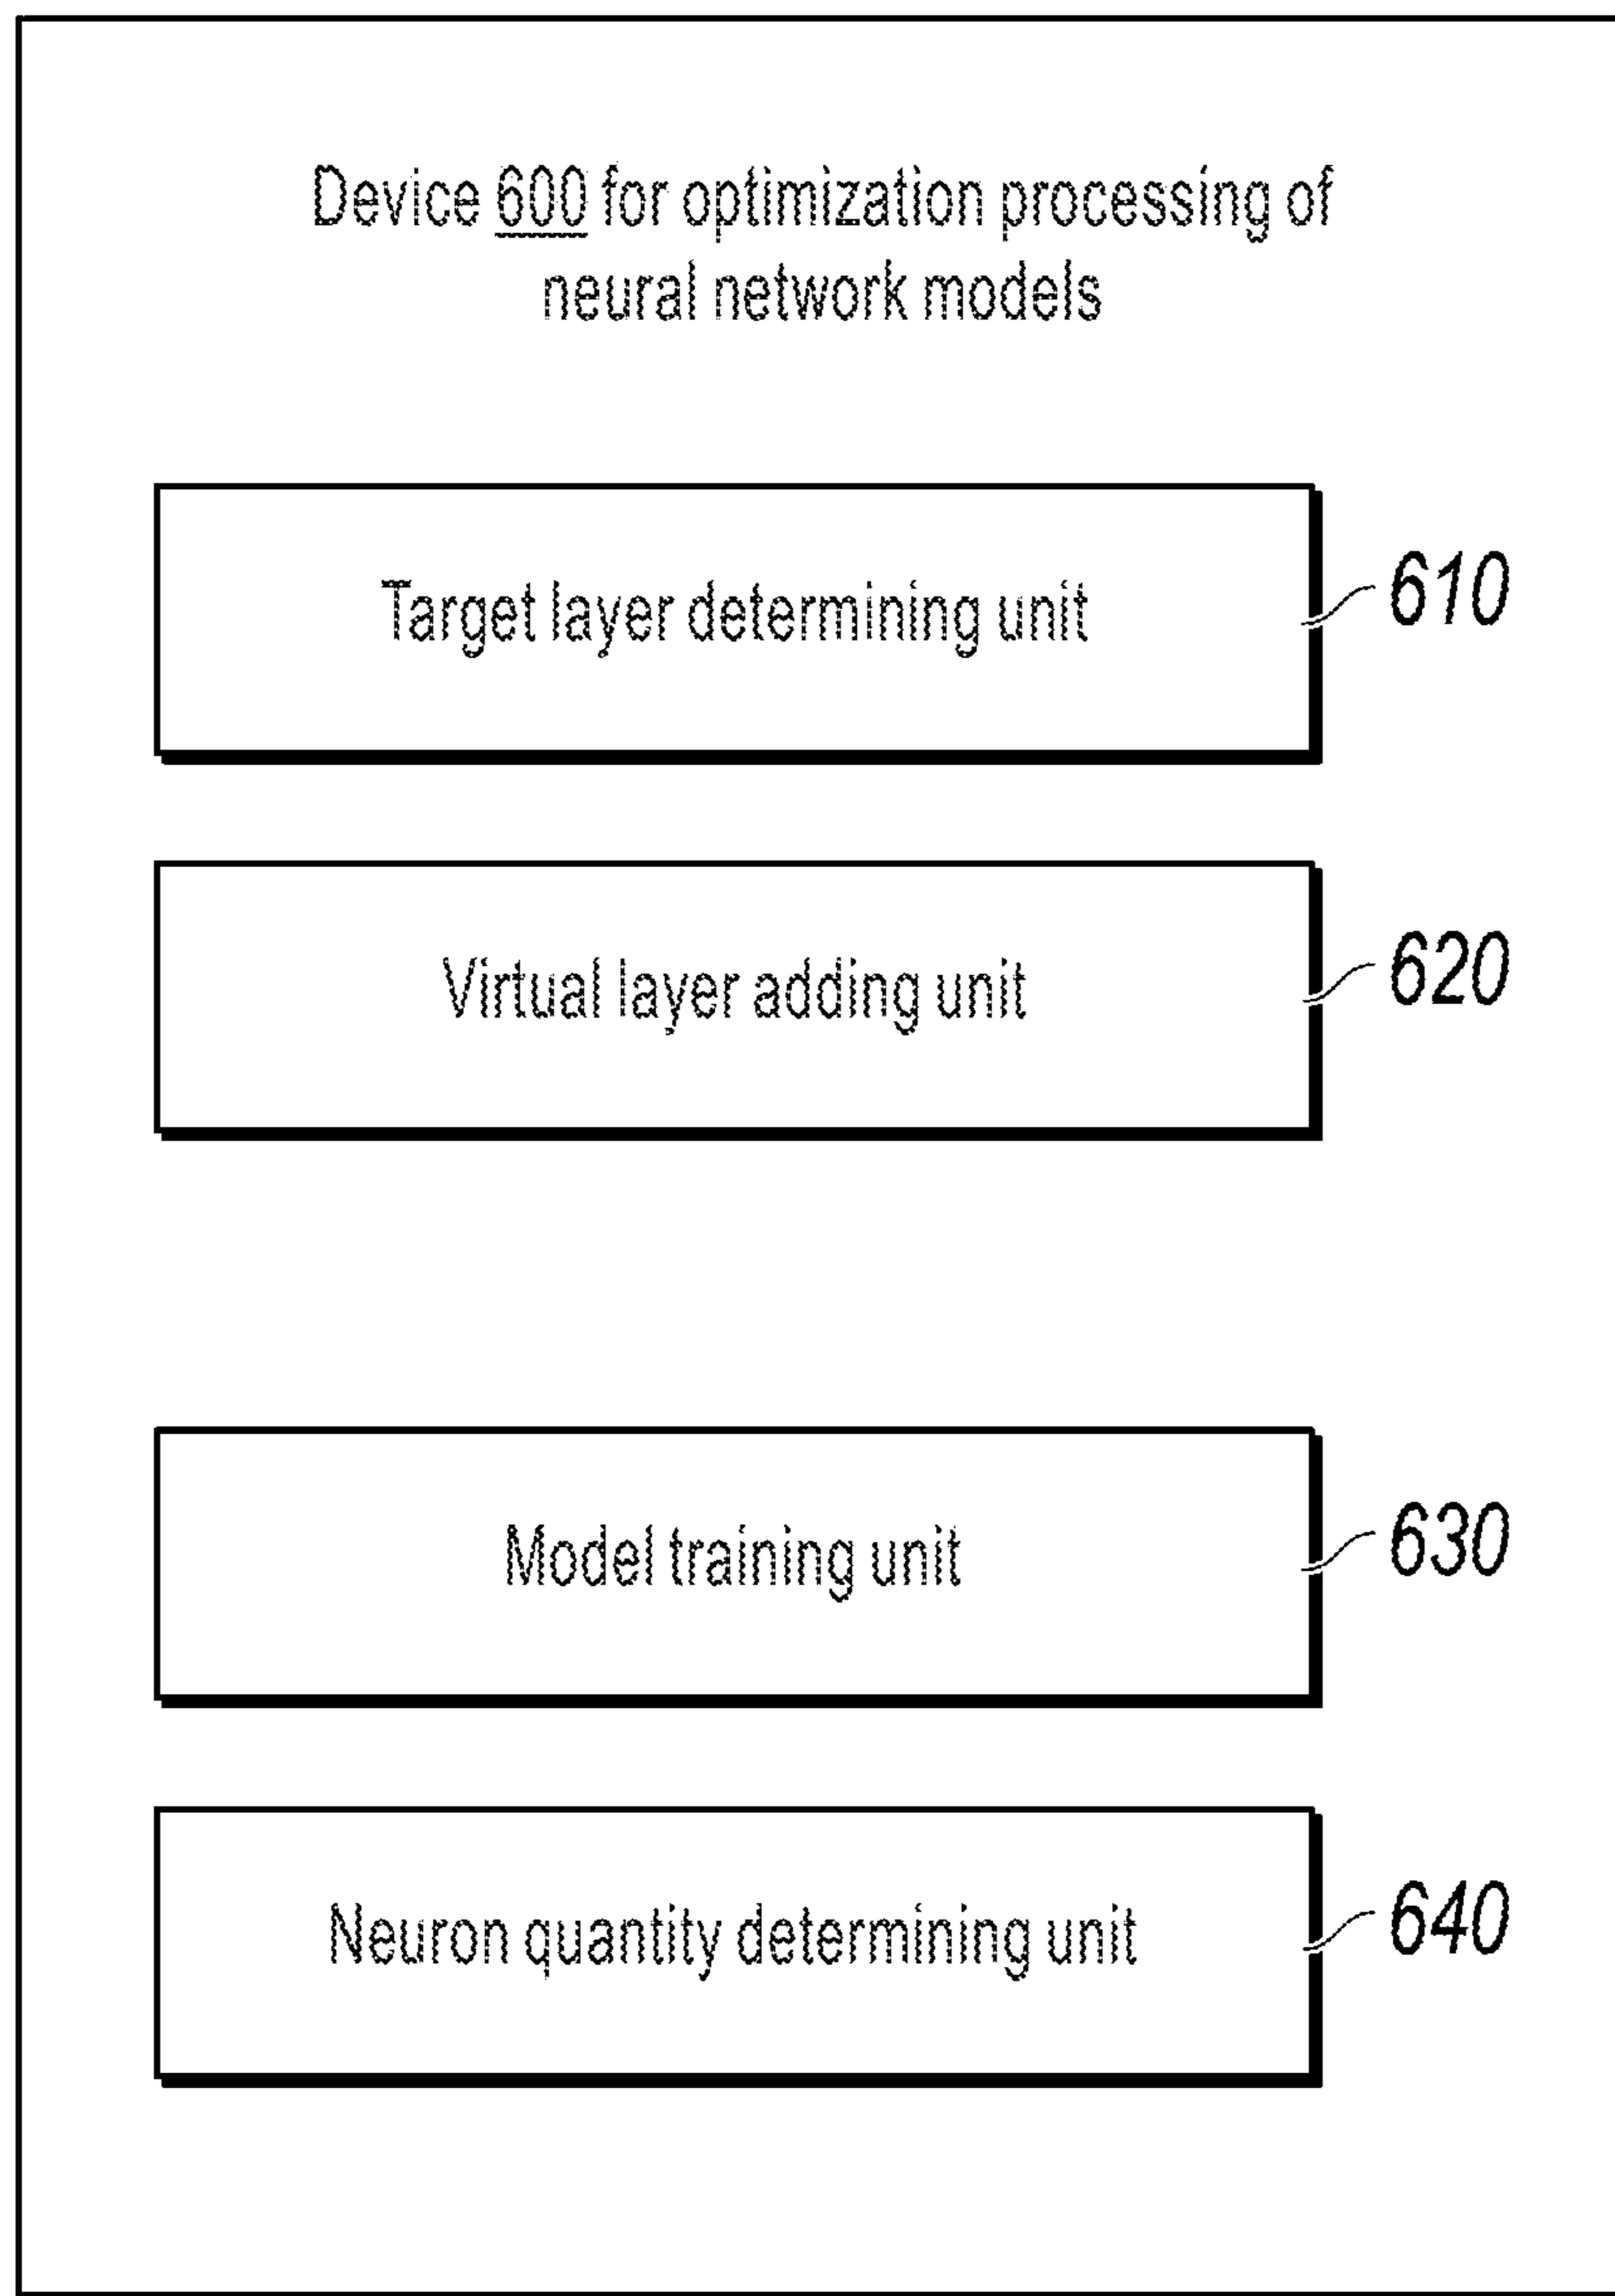 Device 600 for optimization processing of
neural network models
Target layer determining unit
610
Virtual layer adding unit
620
Model training unit
630
Neuron quantity determining unit
640